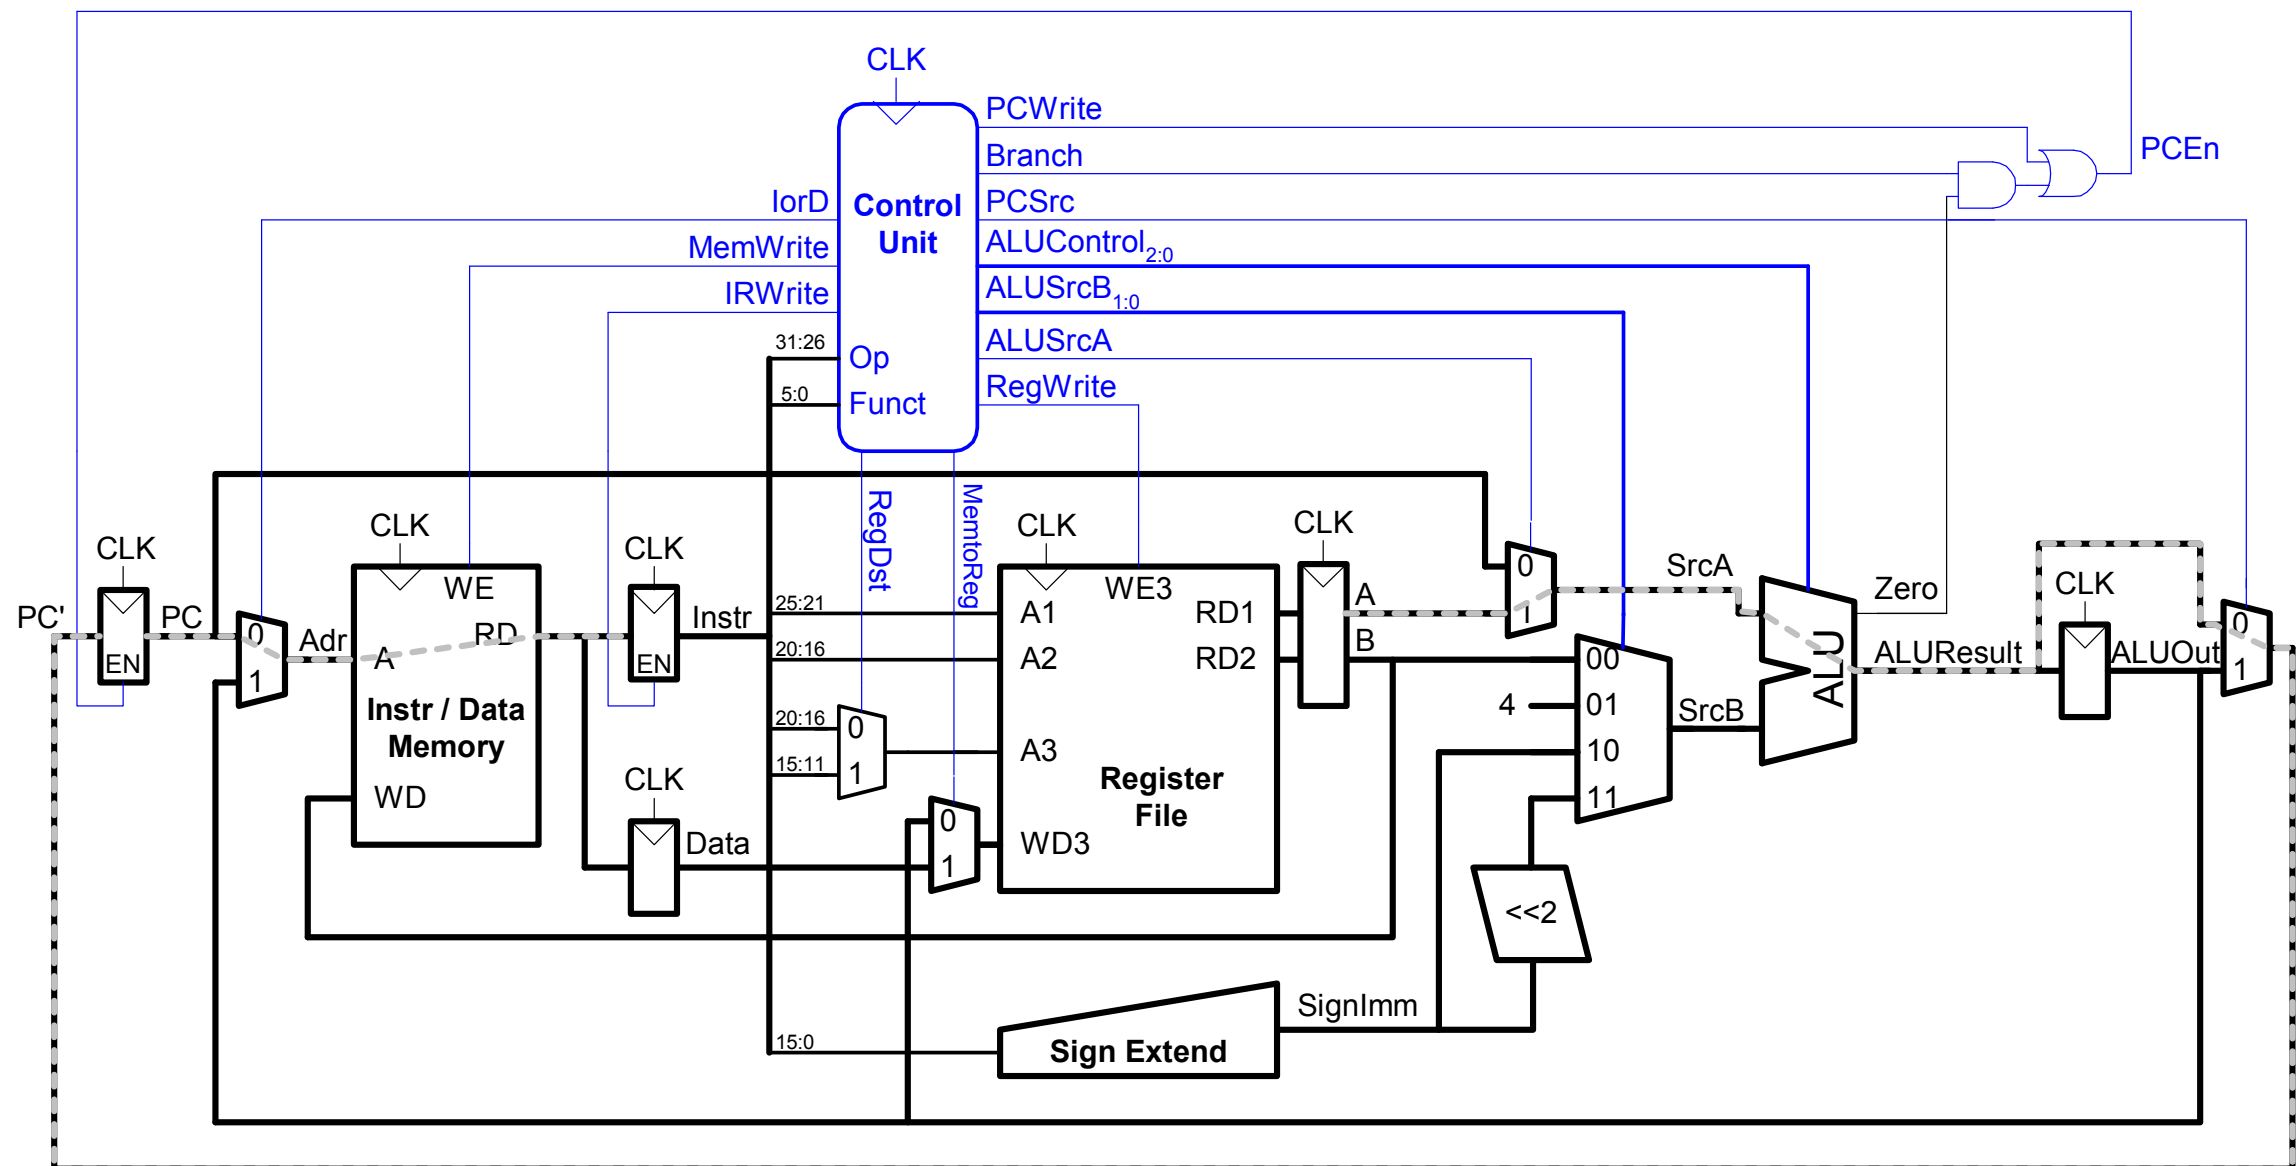 CLK
PCWrite
Branch
PCEn
IorD
Control
Unit
PCSrc
MemWrite
ALUControl2:0
IRWrite
ALUSrcB1:0
31:26
Op
ALUSrcA
5:0
Funct
RegWrite
RegDst
MemtoReg
CLK
CLK
CLK
CLK
CLK
PC'
EN
PC
0
1
Adr
WE
A
RD
Instr / Data
Memory
WD
EN
Instr
25:21
20:16
20:16
15:11
0
1
CLK
Data
0
1
A1
A2
A3
WD3
WE3
RD1
RD2
Register
File
A
B
0
1
SrcA
00
01
10
11
4
SrcB
ALU
Zero
ALUResult
CLK
ALUOut
0
1
<<2
SignImm
15:0
Sign Extend